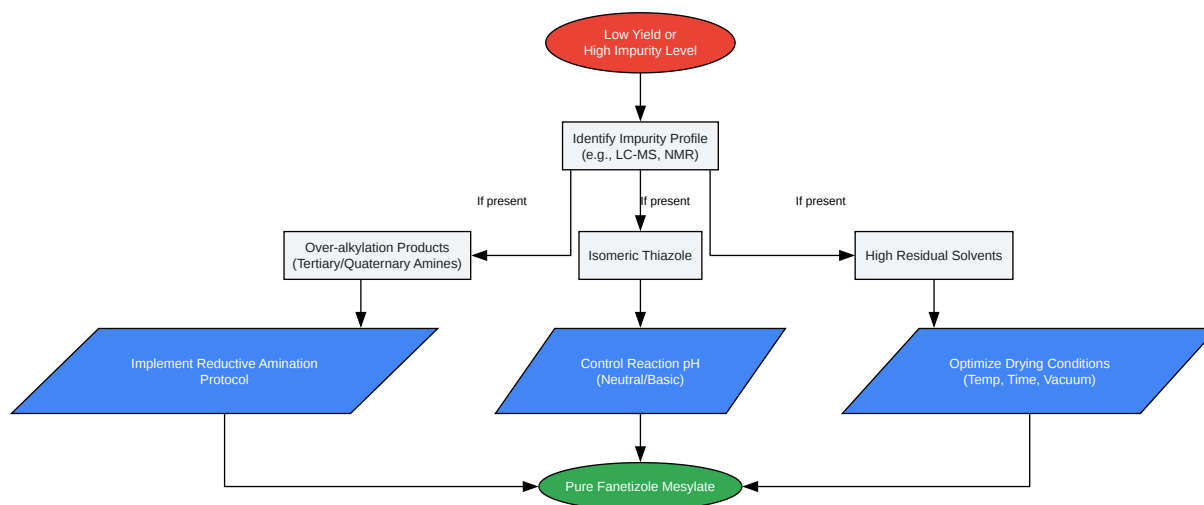 Low Yield or
High Impurity Level
Identify Impurity Profile
(e.g., LC-MS, NMR)
If present
If present
If present
Over-alkylation Products
(Tertiary/Quaternary Amines)
Isomeric Thiazole
High Residual Solvents
Implement Reductive Amination
Protocol
Control Reaction pH
(Neutral/Basic)
Optimize Drying Conditions
(Temp, Time, Vacuum)
Pure Fanetizole Mesylate